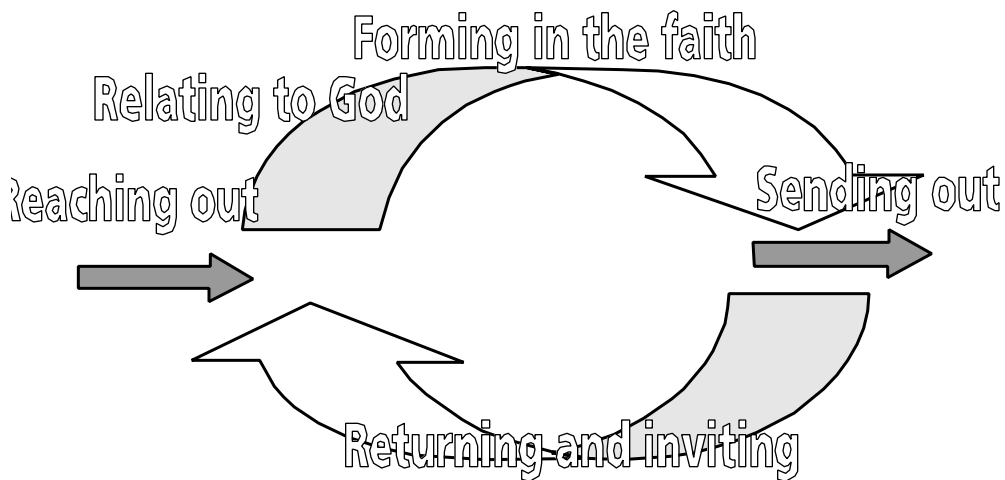 Forming in the faith
Relating to God
Reaching out
Sending out
Returning and inviting